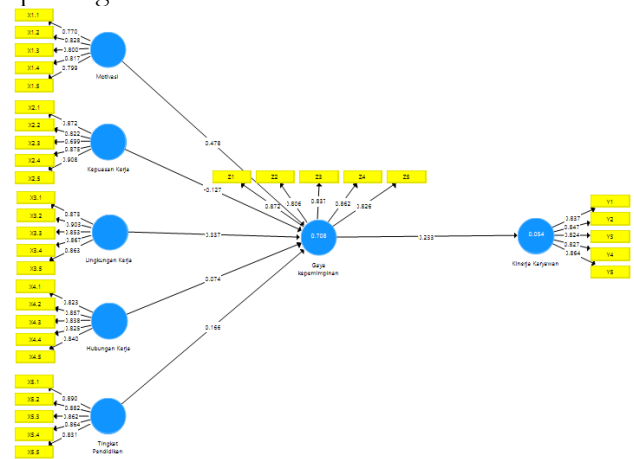 X1.1
X1.2
X1.3
X1.4
X1.5
0.770
0.828
0.800
0.817
0.799
Motivasi
X2.1
X2.2
X2.3
X2.4
X2.5
0.872
0.822
0.699
0.875
0.906
Kepuasan Kerja
X3.1
X3.2
X3.3
X3.4
X3.5
0.873
0.903
0.853
0.867
0.863
Lingkungan Kerja
X4.1
X4.2
X4.3
X4.4
X4.5
0.823
0.838
0.825
0.840
Hubungan Kerja
X5.1
X5.2
X5.3
X5.4
X5.5
0.890
0.882
0.862
0.864
0.831
Tingkat
Pendidikan
0.478
-0.127
0.337
0.074
0.166
Z1
Z2
Z3
Z4
Z5
0.872
0.806
0.837
0.862
0.826
0.708
Gaya
kepemimpinan
0.233
0.054
Kinerja Karyawan
Y1
Y2
Y3
Y4
Y5
0.837
0.847
0.824
0.827
0.864